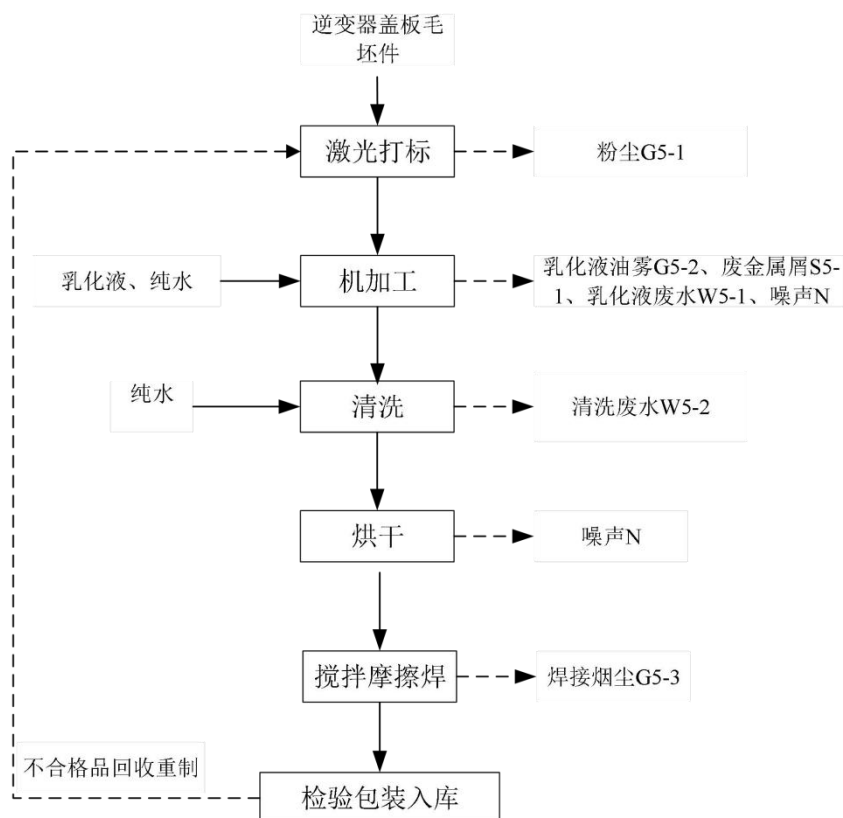 逆变器盖板毛
坯件
激光打标
粉尘G5-1
乳化液、纯水
机加工
乳化液油雾G5-2、废金属屑S5-
1、乳化液废水W5-1、噪声N
纯水
清洗
清洗废水W5-2
烘干
噪声N
搅拌摩擦焊
焊接烟尘G5-3
不合格品回收重制
检验包装入库